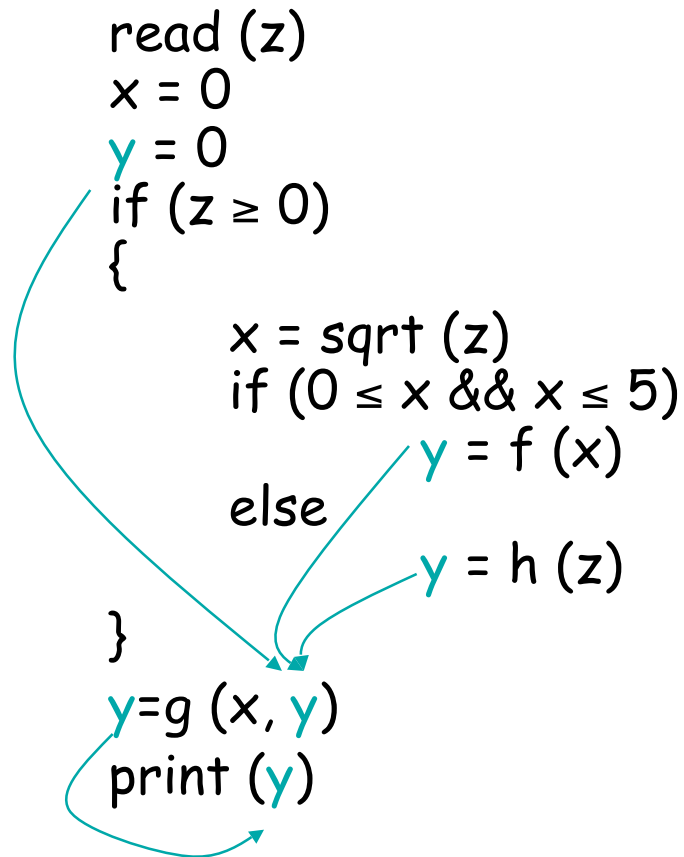 read (z)
x = 0
y = 0
if (z ≥ 0)
{
x = sqrt (z)
if (0 ≤ x && x ≤ 5)
y = f (x)
else
y = h (z)
}
y=g (x, y)
print (y)